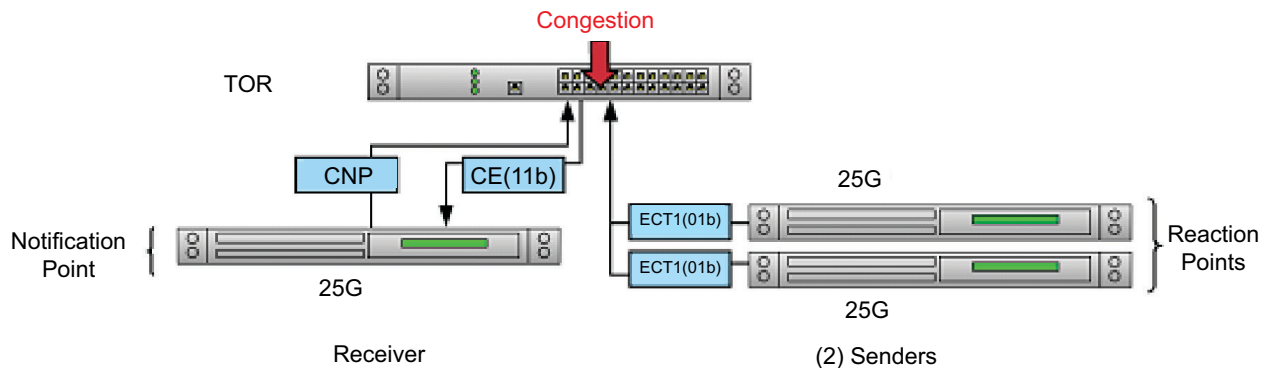 Congestion
TOR
CNP
CE(11b)
25G
ECT1(01b)
ECT1(01b)
Notification
Point
Reaction
Points
25G
25G
Receiver
(2) Senders